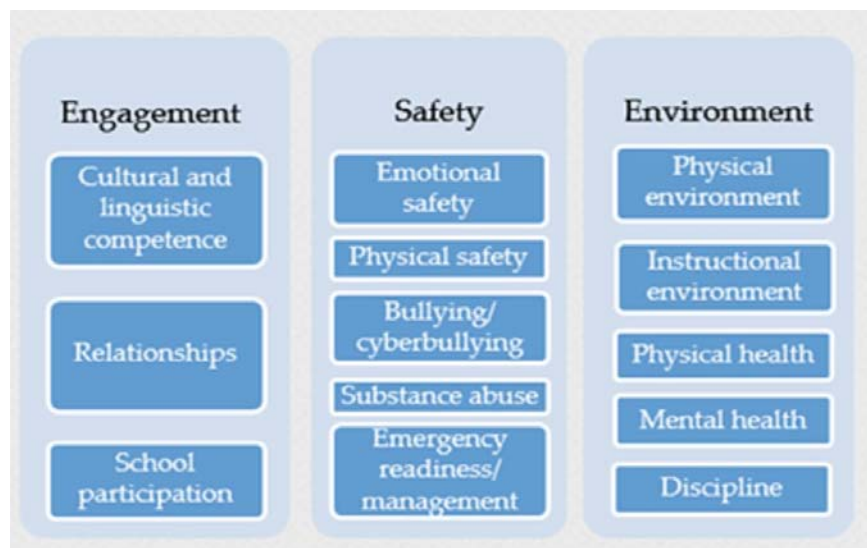 Engagement
Cultural and
linguistic
competence
Relationships
School
participation
Safety
Emotional
safety
Physical safety
Bullying/
cyberbullying
Substance abuse
Emergency
readiness/
management
Environment
Physical
environment
Instructional
environment
Physical health
Mental health
Discipline